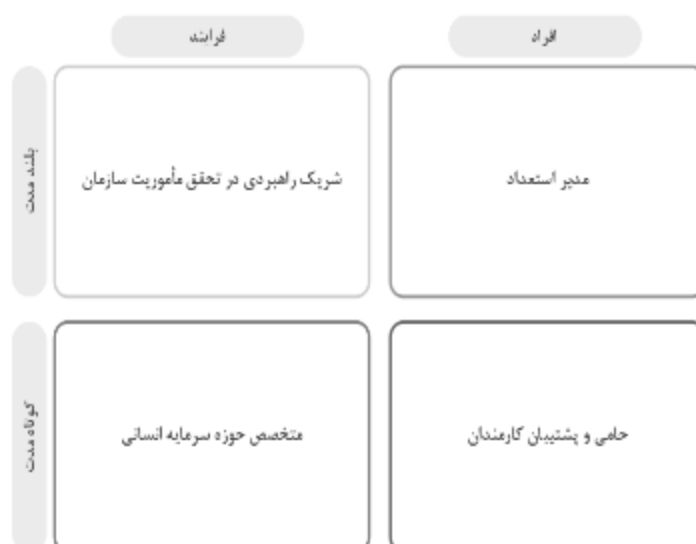 افراد
فرایند
بلند مدت
مدیر استعداد
شریک راهبردی در تحقق مأموریت سازمان
کوتاه مدت
حامی و پشتیبان کارمندان
متخصص حوزه سرمایه انسانی